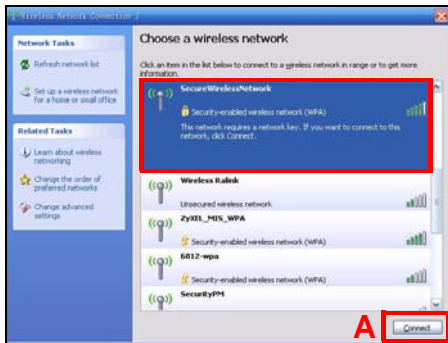 Wireless Network Connection 3
Network Tasks
Refresh network list
Set up a wireless network
for a home or small office
Related Tasks
Learn about wireless
networking
Change the order of
preferred networks
Change advanced
settings
Choose a wireless network
Click an item in the list below to connect to a wireless network in range or to get more
information.
SecureWirelessNetwork
Security-enabled wireless network (WPA)
This network requires a network key. If you want to connect to this
network, click Connect.
Wireless Ralink
Unsecured wireless network
ZyXEL_MIS_WPA
Security-enabled wireless network (WPA)
6812-wpa
Security-enabled wireless network (WPA)
SecurityPM
A
Connect